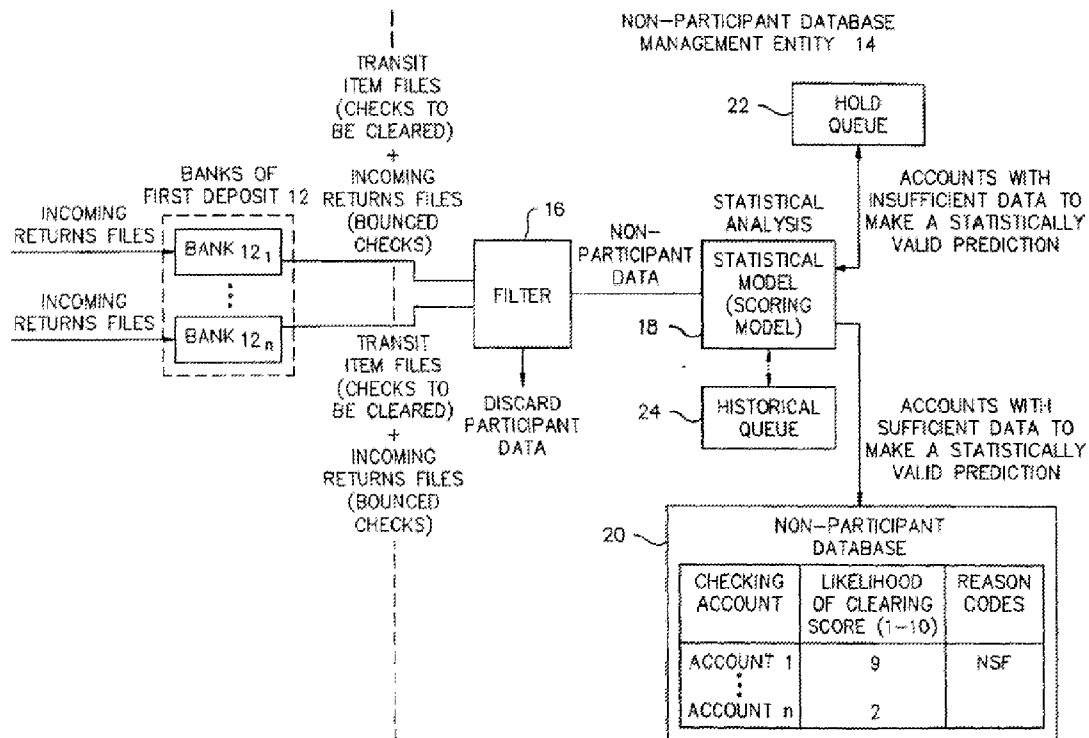 NON-PARTICIPANT DATABASE
MANAGEMENT ENTITY 14
TRANSIT
ITEM FILES
(CHECKS TO
BE CLEARED)
+
INCOMING
RETURNS FILES
(BOUNCED
CHECKS)
22
HOLD
QUEUE
BANKS OF
FIRST DEPOSIT 12
INCOMING
RETURNS FILES
BANK 12₁
INCOMING
RETURNS FILES
BANK 12ₙ
16
FILTER
NON-
PARTICIPANT
DATA
STATISTICAL
ANALYSIS
STATISTICAL
MODEL
(SCORING
MODEL)
18
ACCOUNTS WITH
INSUFFICIENT DATA TO
MAKE A STATISTICALLY
VALID PREDICTION
TRANSIT
ITEM FILES
(CHECKS TO
BE CLEARED)
+
INCOMING
RETURNS FILES
(BOUNCED
CHECKS)
DISCARD
PARTICIPANT
DATA
24
HISTORICAL
QUEUE
ACCOUNTS WITH
SUFFICIENT DATA TO
MAKE A STATISTICALLY
VALID PREDICTION
20
NON-PARTICIPANT
DATABASE
CHECKING
ACCOUNT
LIKELIHOOD
OF CLEARING
SCORE (1-10)
REASON
CODES
ACCOUNT 1
9
NSF
ACCOUNT n
2